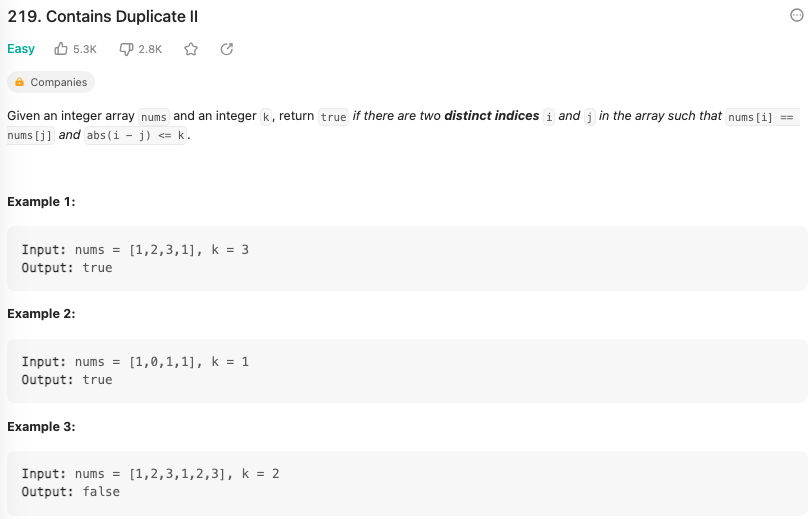 219. Contains Duplicate II
Easy 5.3K 2.8K
Companies
Given an integer array nums and an integer k, return true if there are two distinct indices i and j in the array such that nums[i] ==
nums[j] and abs(i - j) <= k.
Example 1:
Input: nums = [1,2,3,1], k = 3
Output: true
Example 2:
Input: nums = [1,0,1,1], k = 1
Output: true
Example 3:
Input: nums = [1,2,3,1,2,3], k = 2
Output: false